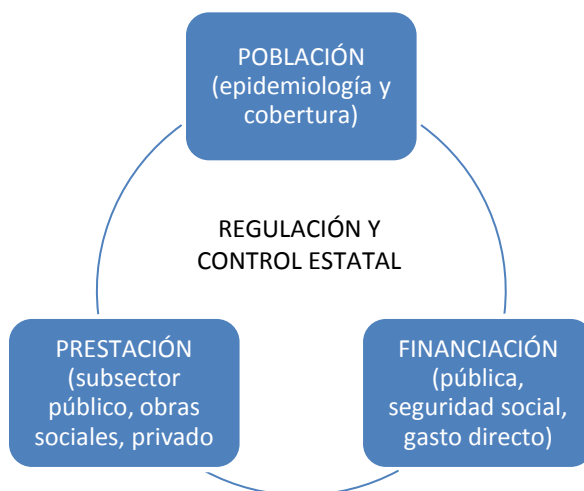 POBLACIÓN
(epidemiología y
cobertura)
REGULACIÓN Y
CONTROL ESTATAL
PRESTACIÓN
(subsector
público, obras
sociales, privado
FINANCIACIÓN
(pública,
seguridad social,
gasto directo)